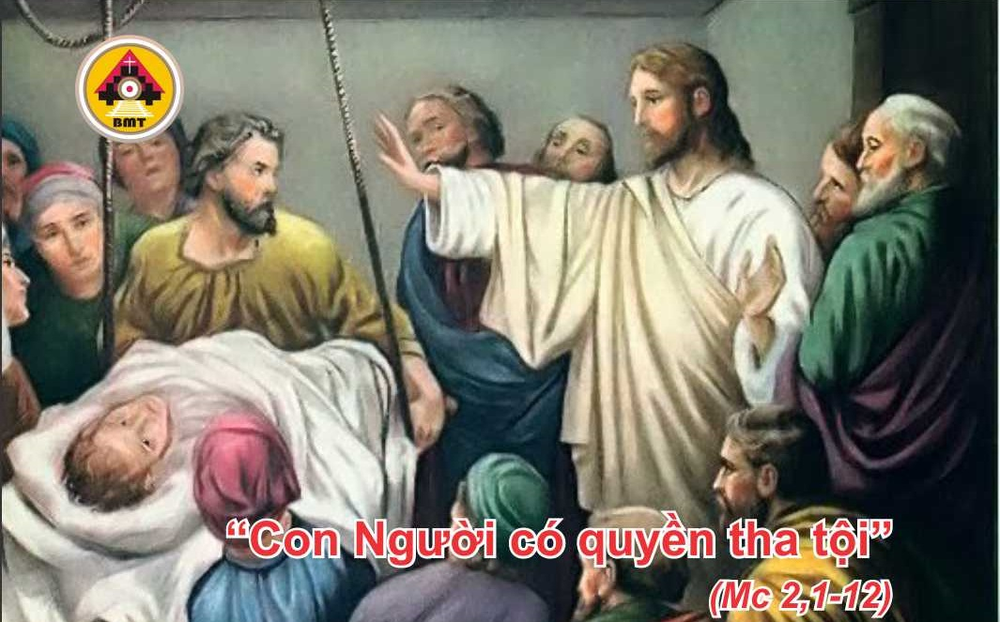 BMT
“Con Người có quyền tha tội”
(Mc 2,1-12)